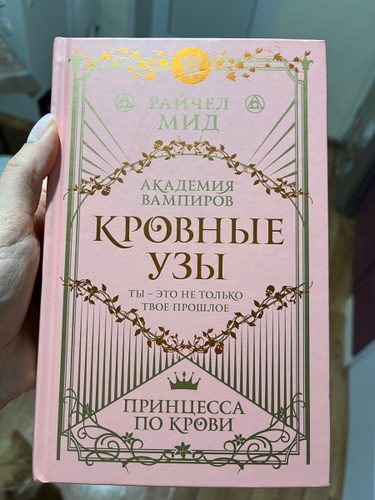 РАЙЧЕЛ
МИД
АКАДЕМИЯ
ВАМПИРОВ
КРОВНЫЕ
УЗЫ
ТЫ – ЭТО НЕ ТОЛЬКО
ТВОЕ ПРОШЛОЕ
ПРИНЦЕССА
ПО КРОВИ